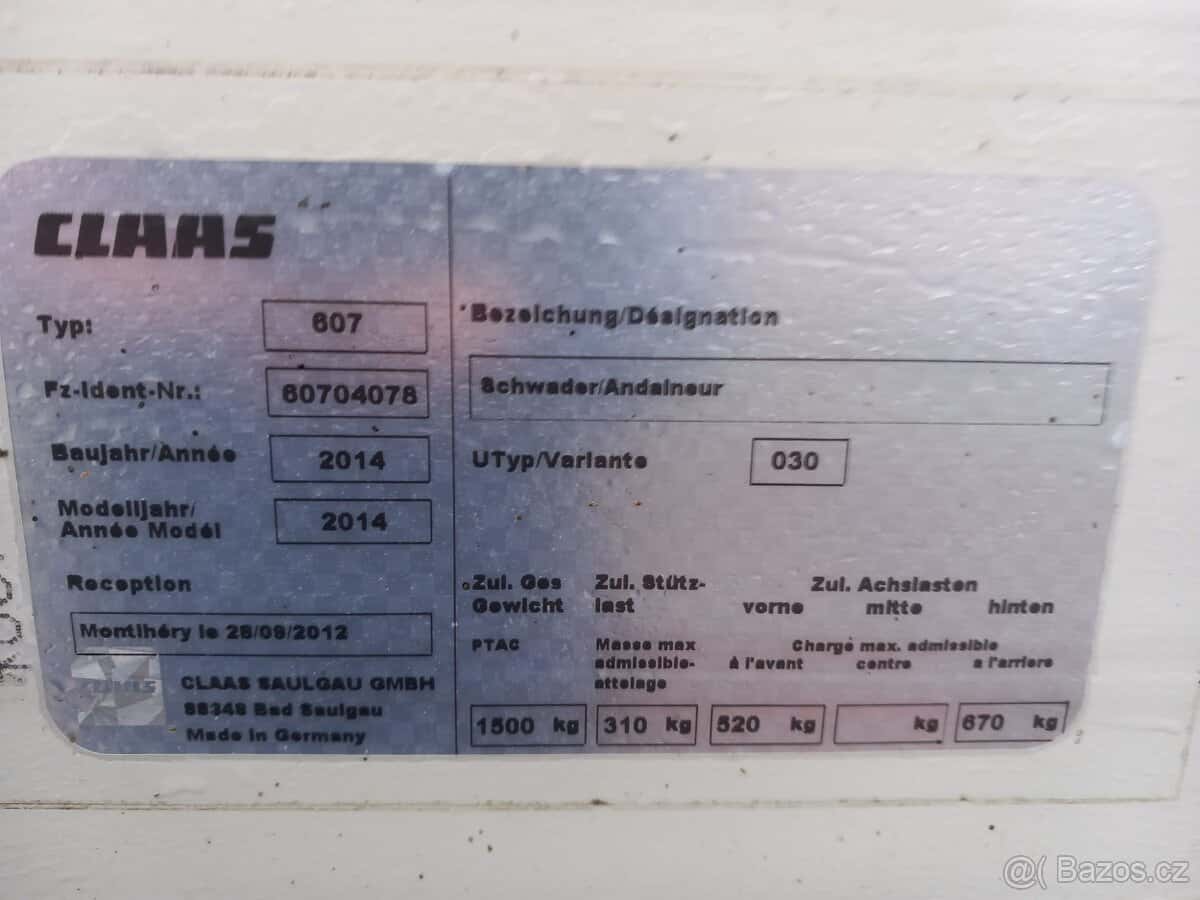 CLAAS
Typ: 607
Fz-Ident-Nr.: 60704078
Baujahr/Année 2014
Modelljahr/
Année Modél 2014
Reception
Montlhéry le 28/09/2012
CLAAS
CLAAS SAULGAU GMBH
88348 Bad Saulgau
Made in Germany
Bezeichung/Désignation
Schwader/Andaineur
UTyp/Variante 030
Zul. Ges Zul. Stütz- Zul. Achslasten
Gewicht last vorne mitte hinten
PTAC Masse max Charge max. admissible
admissible- À l'avant centre a l'arriere
attelage
1500 kg 310 kg 520 kg kg 670 kg
@( Bazos.cz